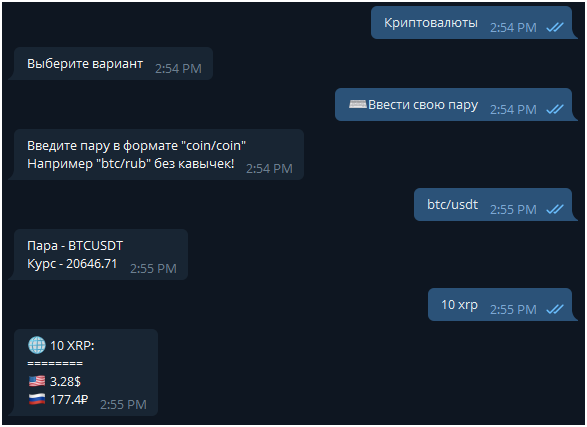 Криптовалюты 2:54 PM
Выберите вариант 2:54 PM
Ввести свою пару 2:54 PM
Введите пару в формате "coin/coin"
Например "btc/rub" без кавычек! 2:54 PM
btc/usdt 2:55 PM
Пара - BTCUSDT
Курс - 20646.71 2:55 PM
10 xrp 2:55 PM
10 XRP:
========
3.28$
177.4₽ 2:55 PM